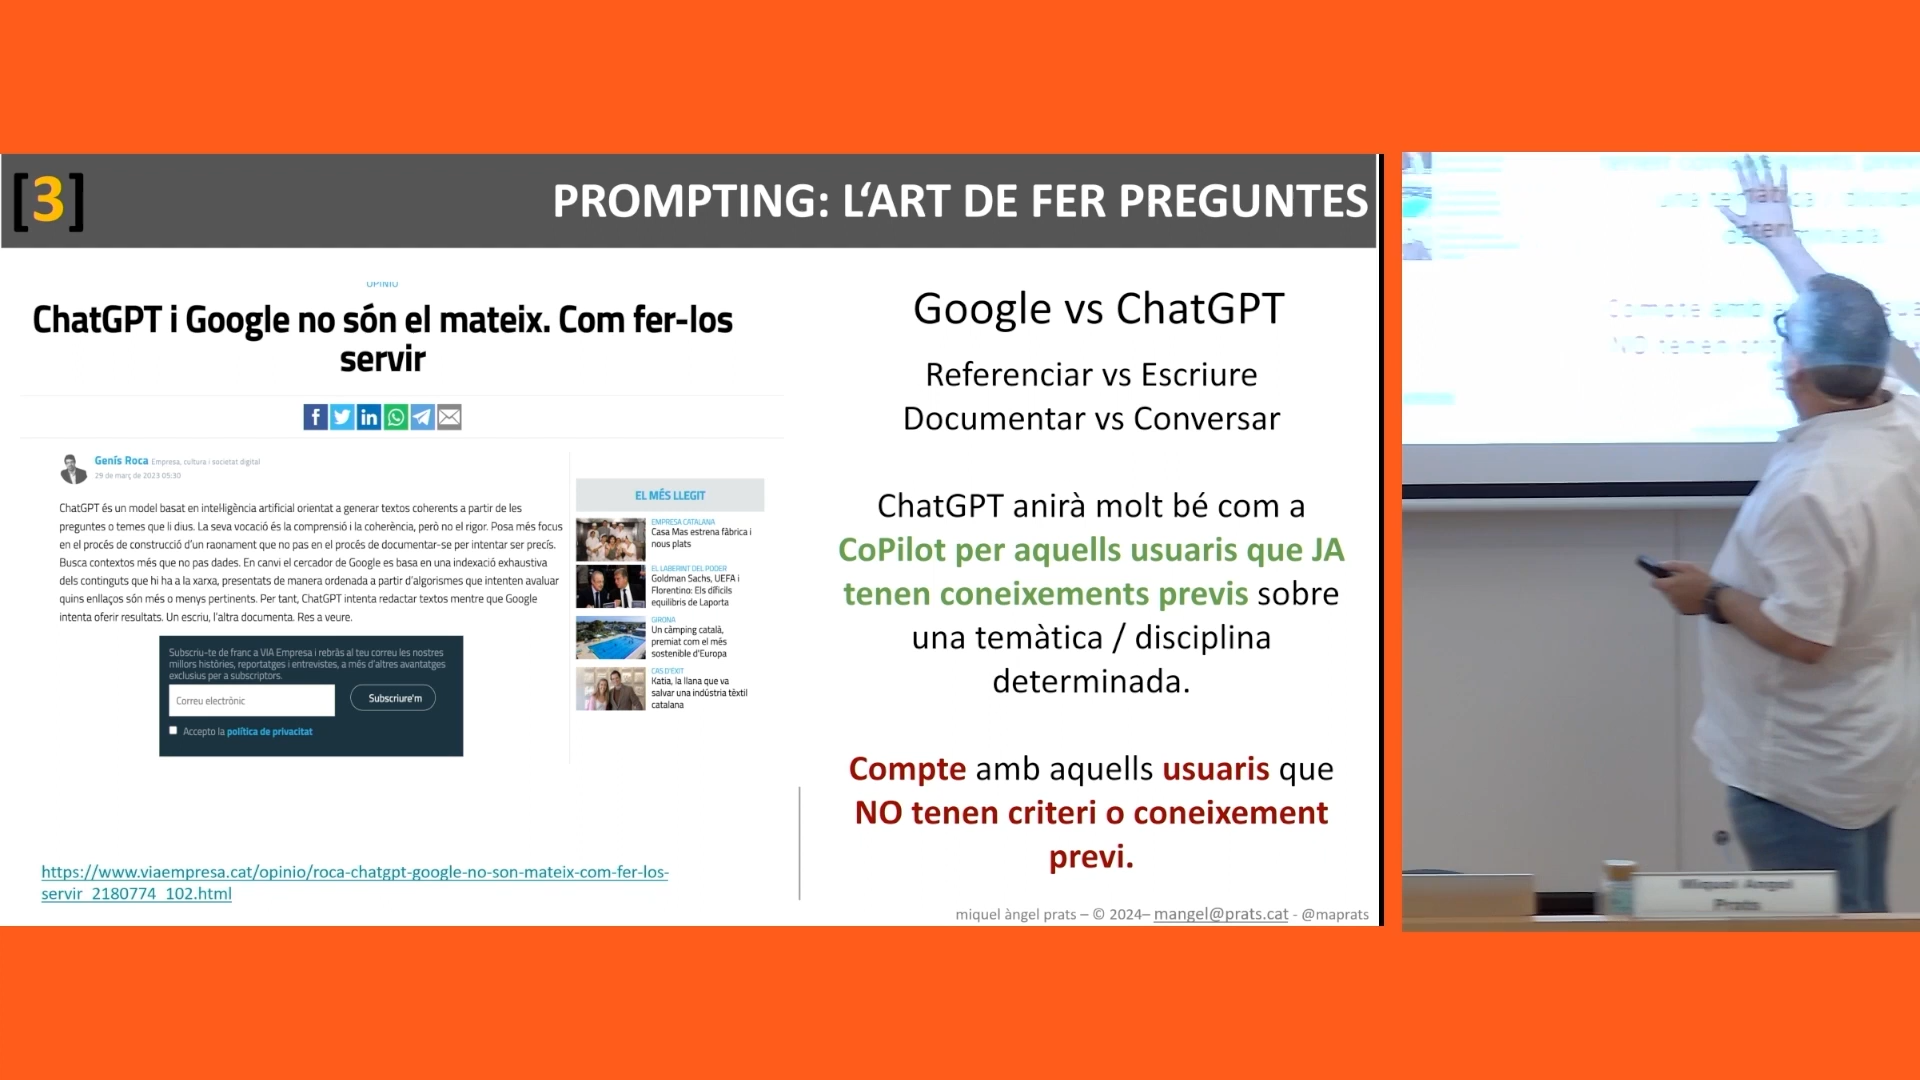 [3]
PROMPTING: L‘ART DE FER PREGUNTES
OPINIÓ
ChatGPT i Google no són el mateix. Com fer-los
servir
Genís Roca Empresa, cultura i societat digital
29 de març de 2023 05:30
ChatGPT és un model basat en intel·ligència artificial orientat a generar textos coherents a partir de les
preguntes o temes que li dius. La seva vocació és la comprensió i la coherència, però no el rigor. Posa més focus
en el procés de construcció d'un raonament que no pas en el procés de documentar-se per intentar ser precís.
Busca contextos més que no pas dades. En canvi el cercador de Google es basa en una indexació exhaustiva
dels continguts que hi ha a la xarxa, presentats de manera ordenada a partir d'algorismes que intenten avaluar
quins enllaços són més o menys pertinents. Per tant, ChatGPT intenta redactar textos mentre que Google
intenta oferir resultats. Un escriu, l'altra documenta. Res a veure.
Subscriu-te de franc a VIA Empresa i rebràs al teu correu les nostres
millors històries, reportatges i entrevistes, a més d'altres avantatges
exclusius per a subscriptors.
Correu electrònic
Subscriure'm
Accepto la política de privacitat
EL MÉS LLEGIT
EMPRESA CATALANA
Casa Mas estrena fàbrica i
nous plats
EL LABERINT DEL PODER
Goldman Sachs, UEFA i
Florentino: Els difícils
equilibris de Laporta
GIRONA
Un càmping català,
premiat com el més
sostenible d'Europa
CAS D'ÈXIT
Katia, la llana que va
salvar una indústria tèxtil
catalana
https://www.viaempresa.cat/opinio/roca-chatgpt-google-no-son-mateix-com-fer-los-
servir_2180774_102.html
Google vs ChatGPT
Referenciar vs Escriure
Documentar vs Conversar
ChatGPT anirà molt bé com a
CoPilot per aquells usuaris que JA
tenen coneixements previs sobre
una temàtica / disciplina
determinada.
Compte amb aquells usuaris que
NO tenen criteri o coneixement
previ.
miquel àngel prats – © 2024– mangel@prats.cat - @maprats
Miquel Àngel
Prats